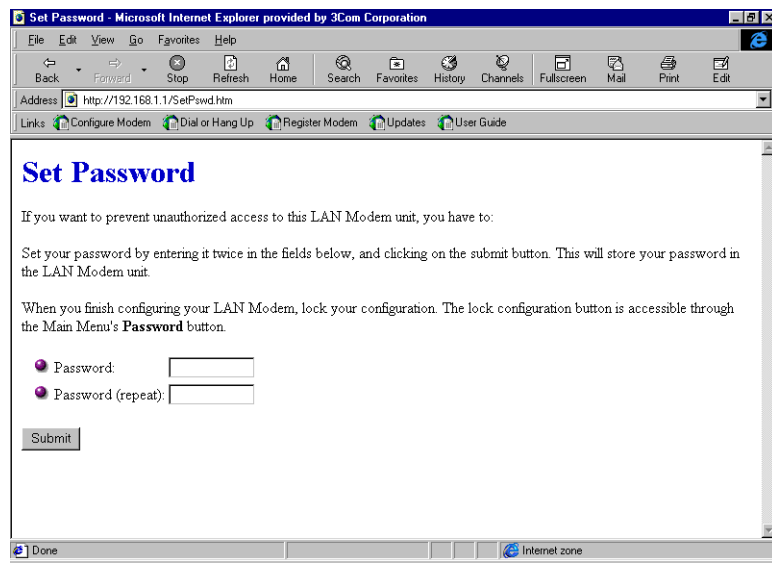 Set Password - Microsoft Internet Explorer provided by 3Com Corporation
File Edit View Go Favorites Help
Back Forward Stop Refresh Home Search Favorites History Channels Fullscreen Mail Print Edit
Address http://192.168.1.1/SetPswd.htm
Links Configure Modem Dial or Hang Up Register Modem Updates User Guide
Set Password
If you want to prevent unauthorized access to this LAN Modem unit, you have to:
Set your password by entering it twice in the fields below, and clicking on the submit button. This will store your password in
the LAN Modem unit.
When you finish configuring your LAN Modem, lock your configuration. The lock configuration button is accessible through
the Main Menu's Password button.
Password:
Password (repeat):
Submit
Done Internet zone